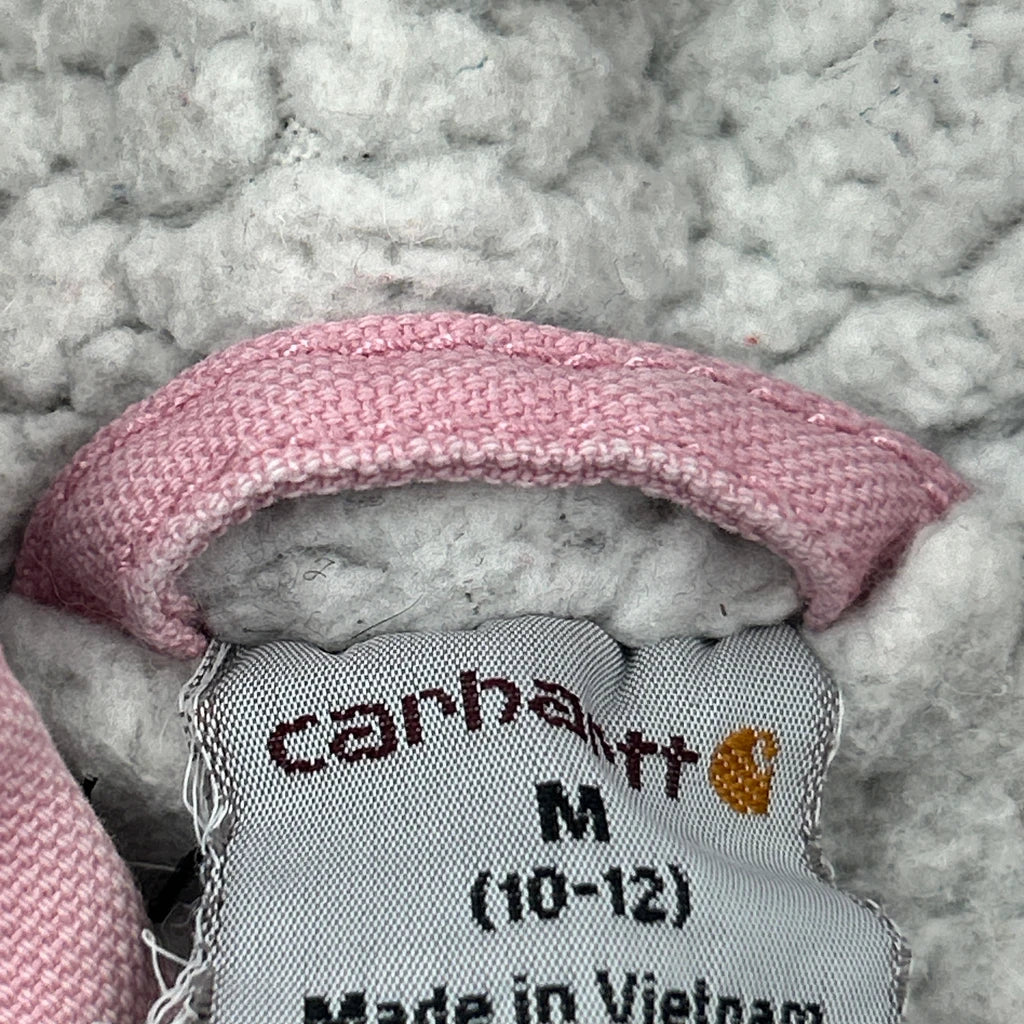 carhartt
M
(10-12)
Made in Vietnam